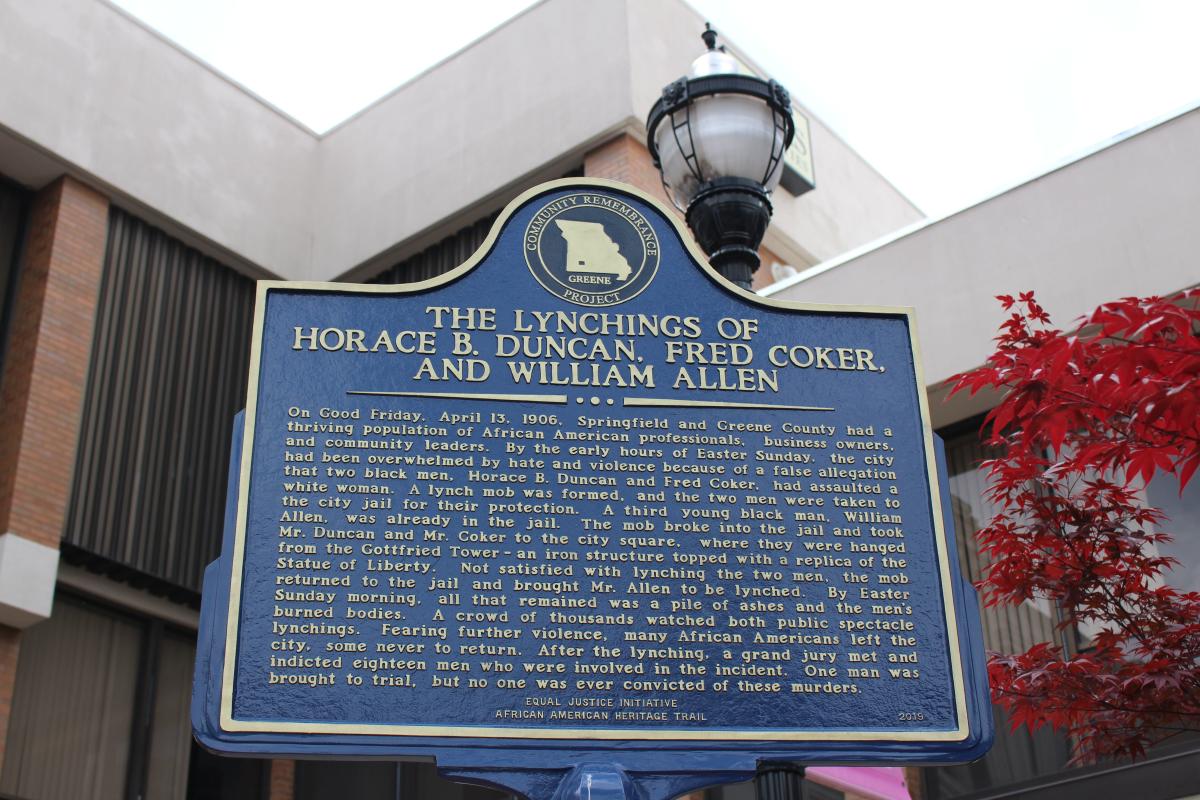 COMMUNITY REMEMBRANCE
GREENE
PROJECT
THE LYNCHINGS OF
HORACE B. DUNCAN, FRED COKER,
AND WILLIAM ALLEN
On Good Friday, April 13, 1906, Springfield and Greene County had a
thriving population of African American professionals, business owners,
and community leaders. By the early hours of Easter Sunday, the city
had been overwhelmed by hate and violence because of a false allegation
that two black men, Horace B. Duncan and Fred Coker, had assaulted a
white woman. A lynch mob was formed, and the two men were taken to
the city jail for their protection. A third young black man, William
Allen, was already in the jail. The mob broke into the jail and took
Mr. Duncan and Mr. Coker to the city square, where they were hanged
from the Gottfried Tower - an iron structure topped with a replica of the
Statue of Liberty. Not satisfied with lynching the two men, the mob
returned to the jail and brought Mr. Allen to be lynched. By Easter
Sunday morning, all that remained was a pile of ashes and the men's
burned bodies. A crowd of thousands watched both public spectacle
lynchings. Fearing further violence, many African Americans left the
city, some never to return. After the lynching, a grand jury met and
indicted eighteen men who were involved in the incident. One man was
brought to trial, but no one was ever convicted of these murders.
EQUAL JUSTICE INITIATIVE
AFRICAN AMERICAN HERITAGE TRAIL
2019